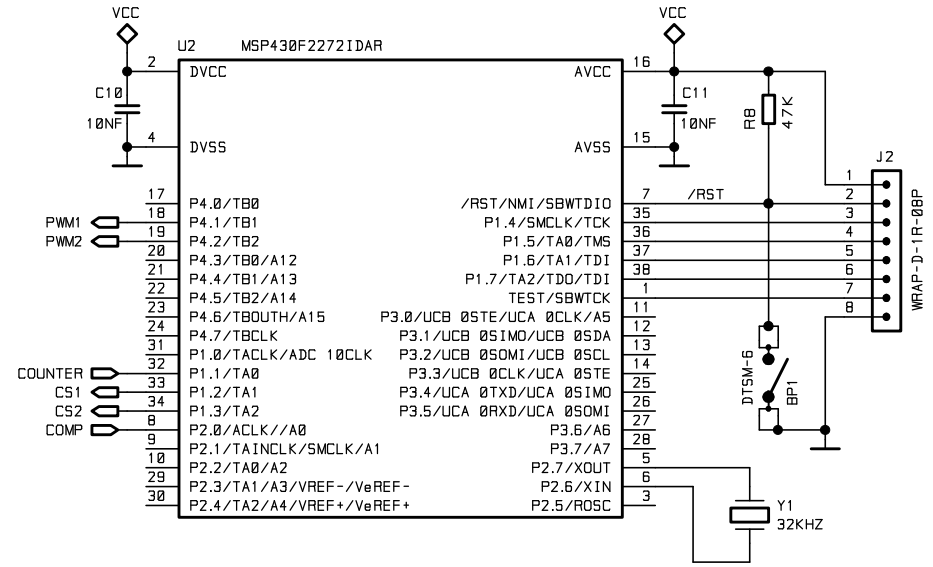 VCC
VCC
U2 MSP430F2272IDAR
2 DVCC AVCC 16
C10 10NF
C11 10NF
R8 47K
4 DVSS AVSS 15
J2
WRAP-D-1R-08P
1
2
3
4
5
6
7
8
17 P4.0/TB0 /RST/NMI/SBWTDIO 7 /RST
PWM1 18 P4.1/TB1 P1.4/SMCLK/TCK 35
PWM2 19 P4.2/TB2 P1.5/TA0/TMS 36
20 P4.3/TB0/A12 P1.6/TA1/TDI 37
21 P4.4/TB1/A13 P1.7/TA2/TDO/TDI 38
22 P4.5/TB2/A14 TEST/SBWTCK 1
23 P4.6/TBOUTH/A15 P3.0/UCB 0STE/UCA 0CLK/A5 11
24 P4.7/TBCLK P3.1/UCB 0SIMO/UCB 0SDA 12
31 P1.0/TACLK/ADC 10CLK P3.2/UCB 0SOMI/UCB 0SCL 13
COUNTER 32 P1.1/TA0 P3.3/UCB 0CLK/UCA 0STE 14
CS1 33 P1.2/TA1 P3.4/UCA 0TXD/UCA 0SIMO 25
CS2 34 P1.3/TA2 P3.5/UCA 0RXD/UCA 0SOMI 26
COMP 8 P2.0/ACLK//A0 P3.6/A6 27
9 P2.1/TAINCLK/SMCLK/A1 P3.7/A7 28
10 P2.2/TA0/A2 P2.7/XOUT 5
29 P2.3/TA1/A3/VREF-/VeREF- P2.6/XIN 6
30 P2.4/TA2/A4/VREF+/VeREF+ P2.5/ROSC 3
DTSM-6
BP1
Y1
32KHZ